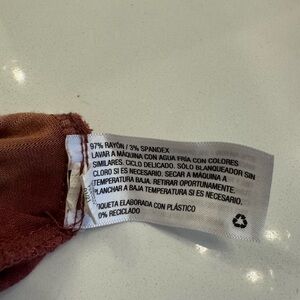 97% RAYÓN / 3% SPANDEX
LAVAR A MÁQUINA CON AGUA FRÍA CON COLORES
SIMILARES. CICLO DELICADO. SÓLO BLANQUEADOR SIN
CLORO SI ES NECESARIO. SECAR A MÁQUINA A
TEMPERATURA BAJA. RETIRAR OPORTUNAMENTE.
PLANCHAR A BAJA TEMPERATURA SI ES NECESARIO.
IQUETA ELABORADA CON PLÁSTICO
0% RECICLADO